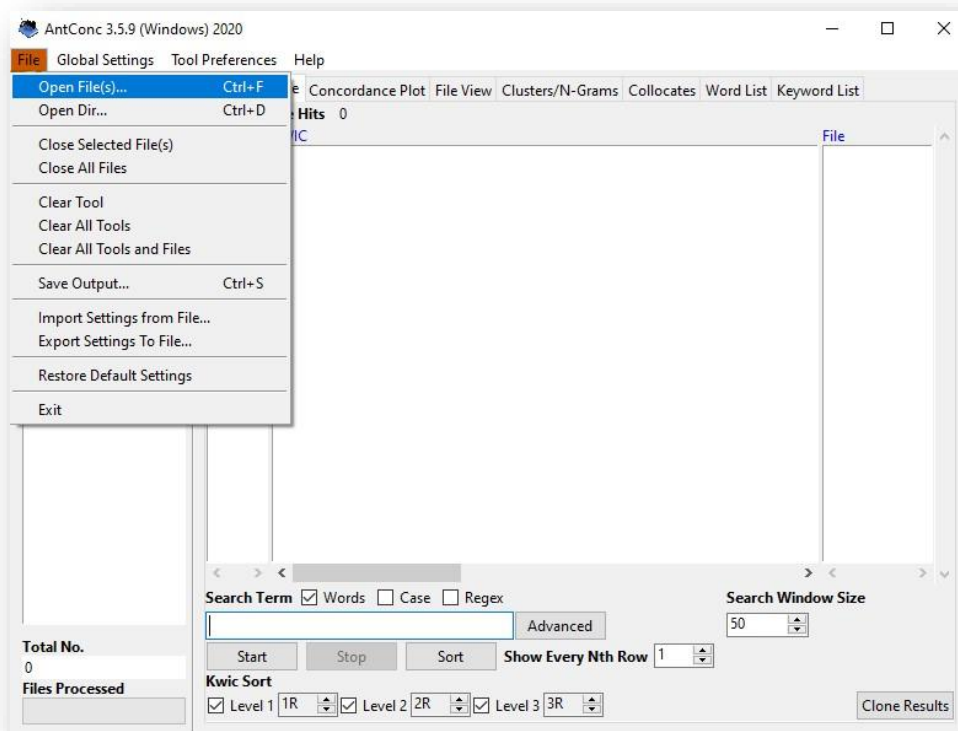 AntConc 3.5.9 (Windows) 2020
File Global Settings Tool Preferences Help
Open File(s)... Ctrl+F
Open Dir... Ctrl+D
Close Selected File(s)
Close All Files
Clear Tool
Clear All Tools
Clear All Tools and Files
Save Output... Ctrl+S
Import Settings from File...
Export Settings To File...
Restore Default Settings
Exit
Concordance Plot File View Clusters/N-Grams Collocates Word List Keyword List
Hits 0
File
Search Term Words Case Regex
Search Window Size
Advanced
50
Start Stop Sort Show Every Nth Row 1
Kwic Sort
Level 1 1R Level 2 2R Level 3 3R
Clone Results
Total No.
0
Files Processed